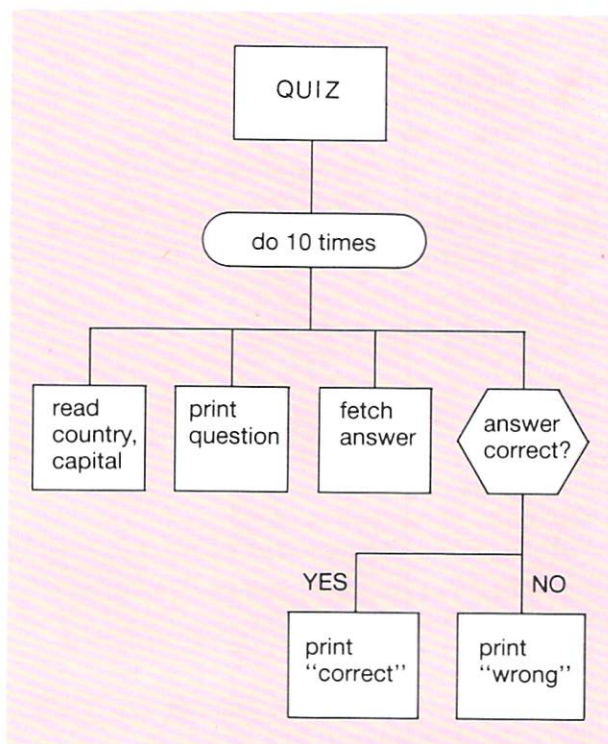 QUIZ
do 10 times
read
country,
capital
print
question
fetch
answer
answer
correct?
YES
NO
print
“correct”
print
“wrong”